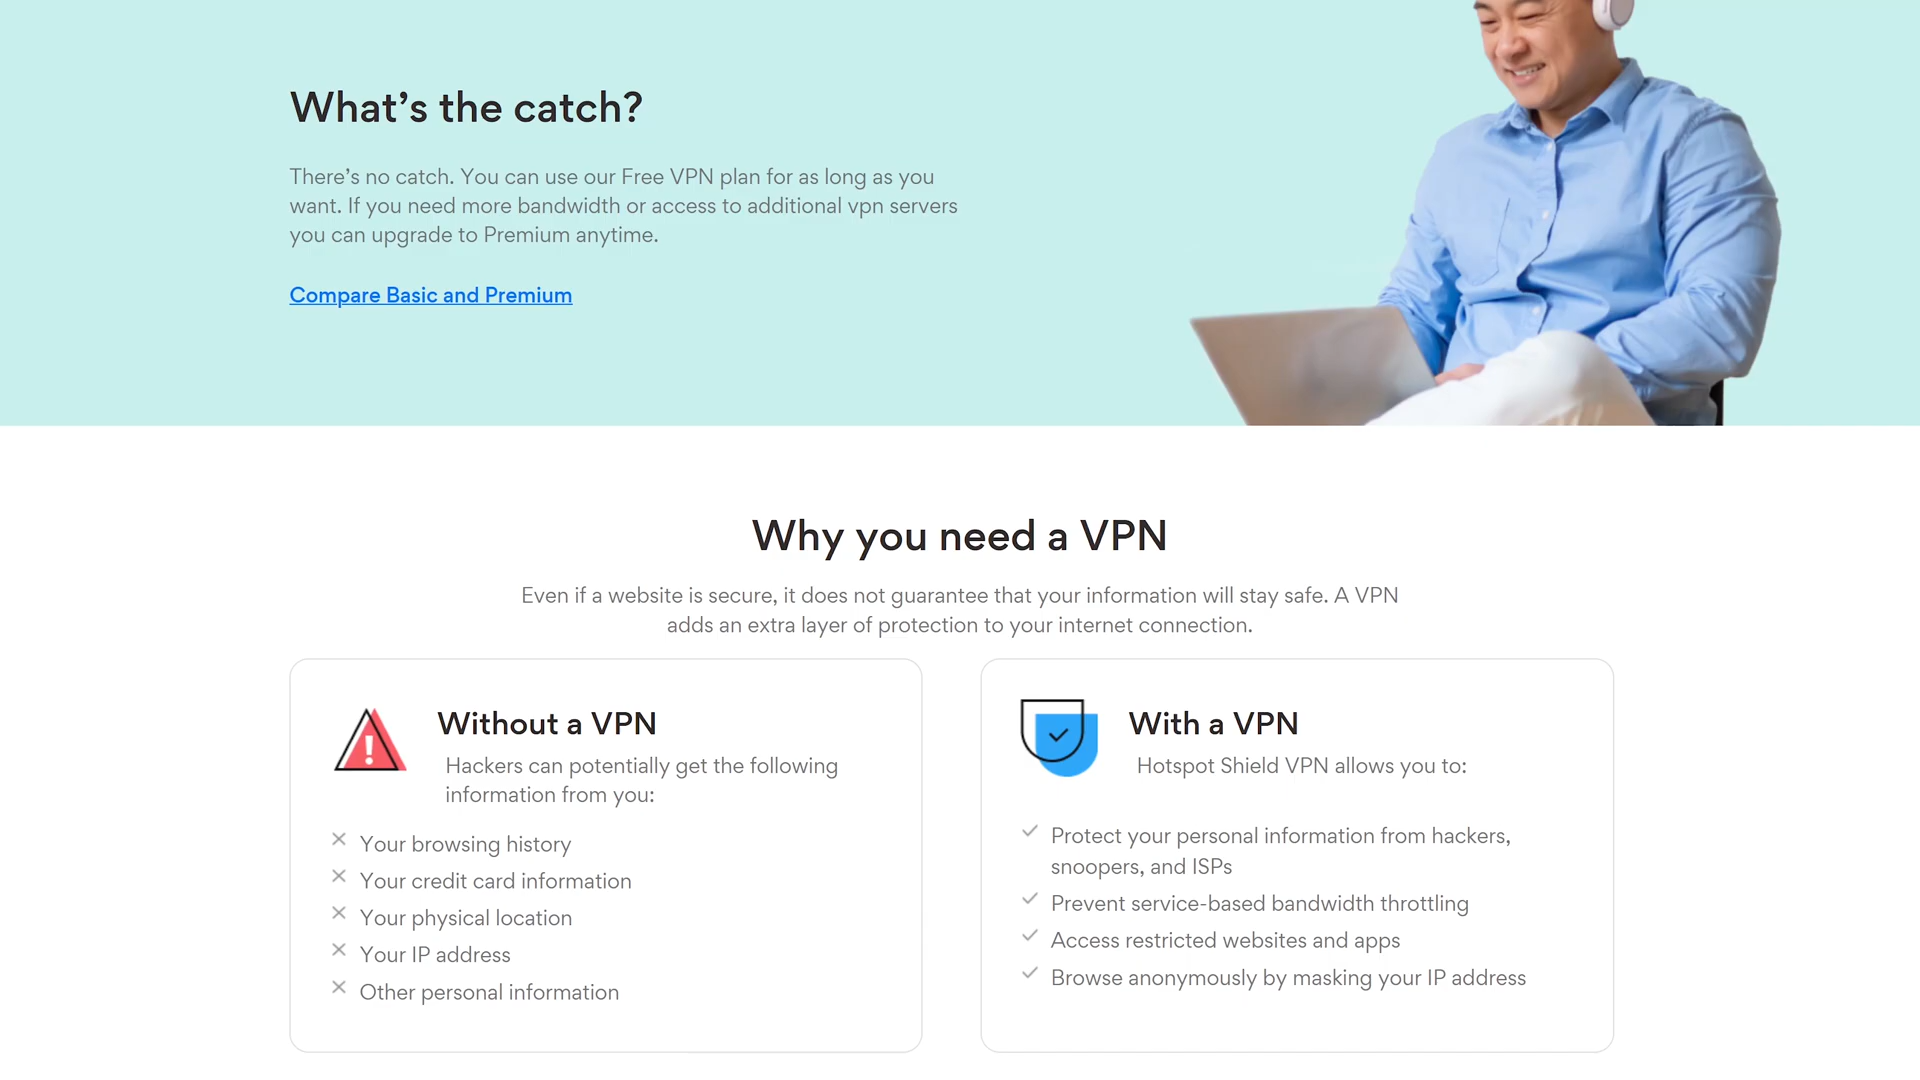 What’s the catch?
There’s no catch. You can use our Free VPN plan for as long as you
want. If you need more bandwidth or access to additional vpn servers
you can upgrade to Premium anytime.
Compare Basic and Premium
Why you need a VPN
Even if a website is secure, it does not guarantee that your information will stay safe. A VPN
adds an extra layer of protection to your internet connection.
Without a VPN
Hackers can potentially get the following
information from you:
Your browsing history
Your credit card information
Your physical location
Your IP address
Other personal information
With a VPN
Hotspot Shield VPN allows you to:
Protect your personal information from hackers,
snoopers, and ISPs
Prevent service-based bandwidth throttling
Access restricted websites and apps
Browse anonymously by masking your IP address